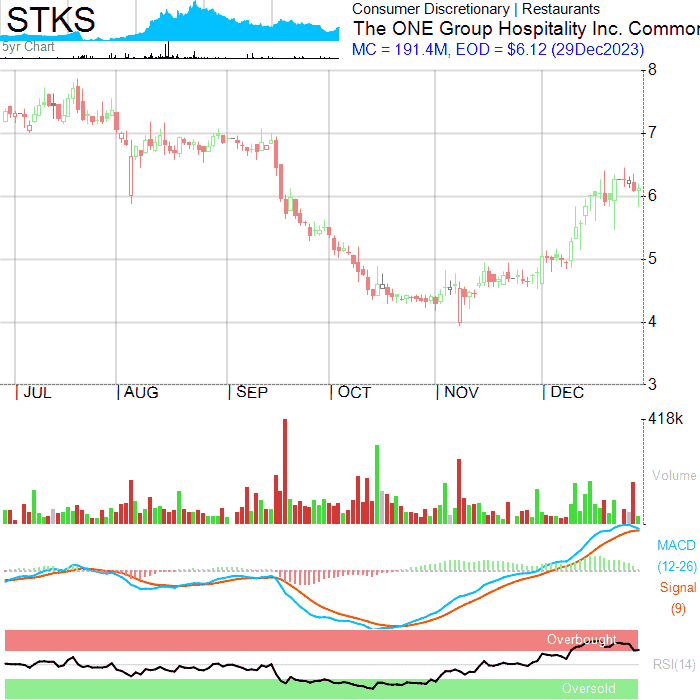 STKS
5yr Chart
Consumer Discretionary | Restaurants
The ONE Group Hospitality Inc. Common
MC = 191.4M, EOD = $6.12 (29Dec2023)
8
7
6
5
4
3
JUL AUG SEP OCT NOV DEC
418k
Volume
MACD
(12-26)
Signal
(9)
Overbought
RSI(14)
Oversold